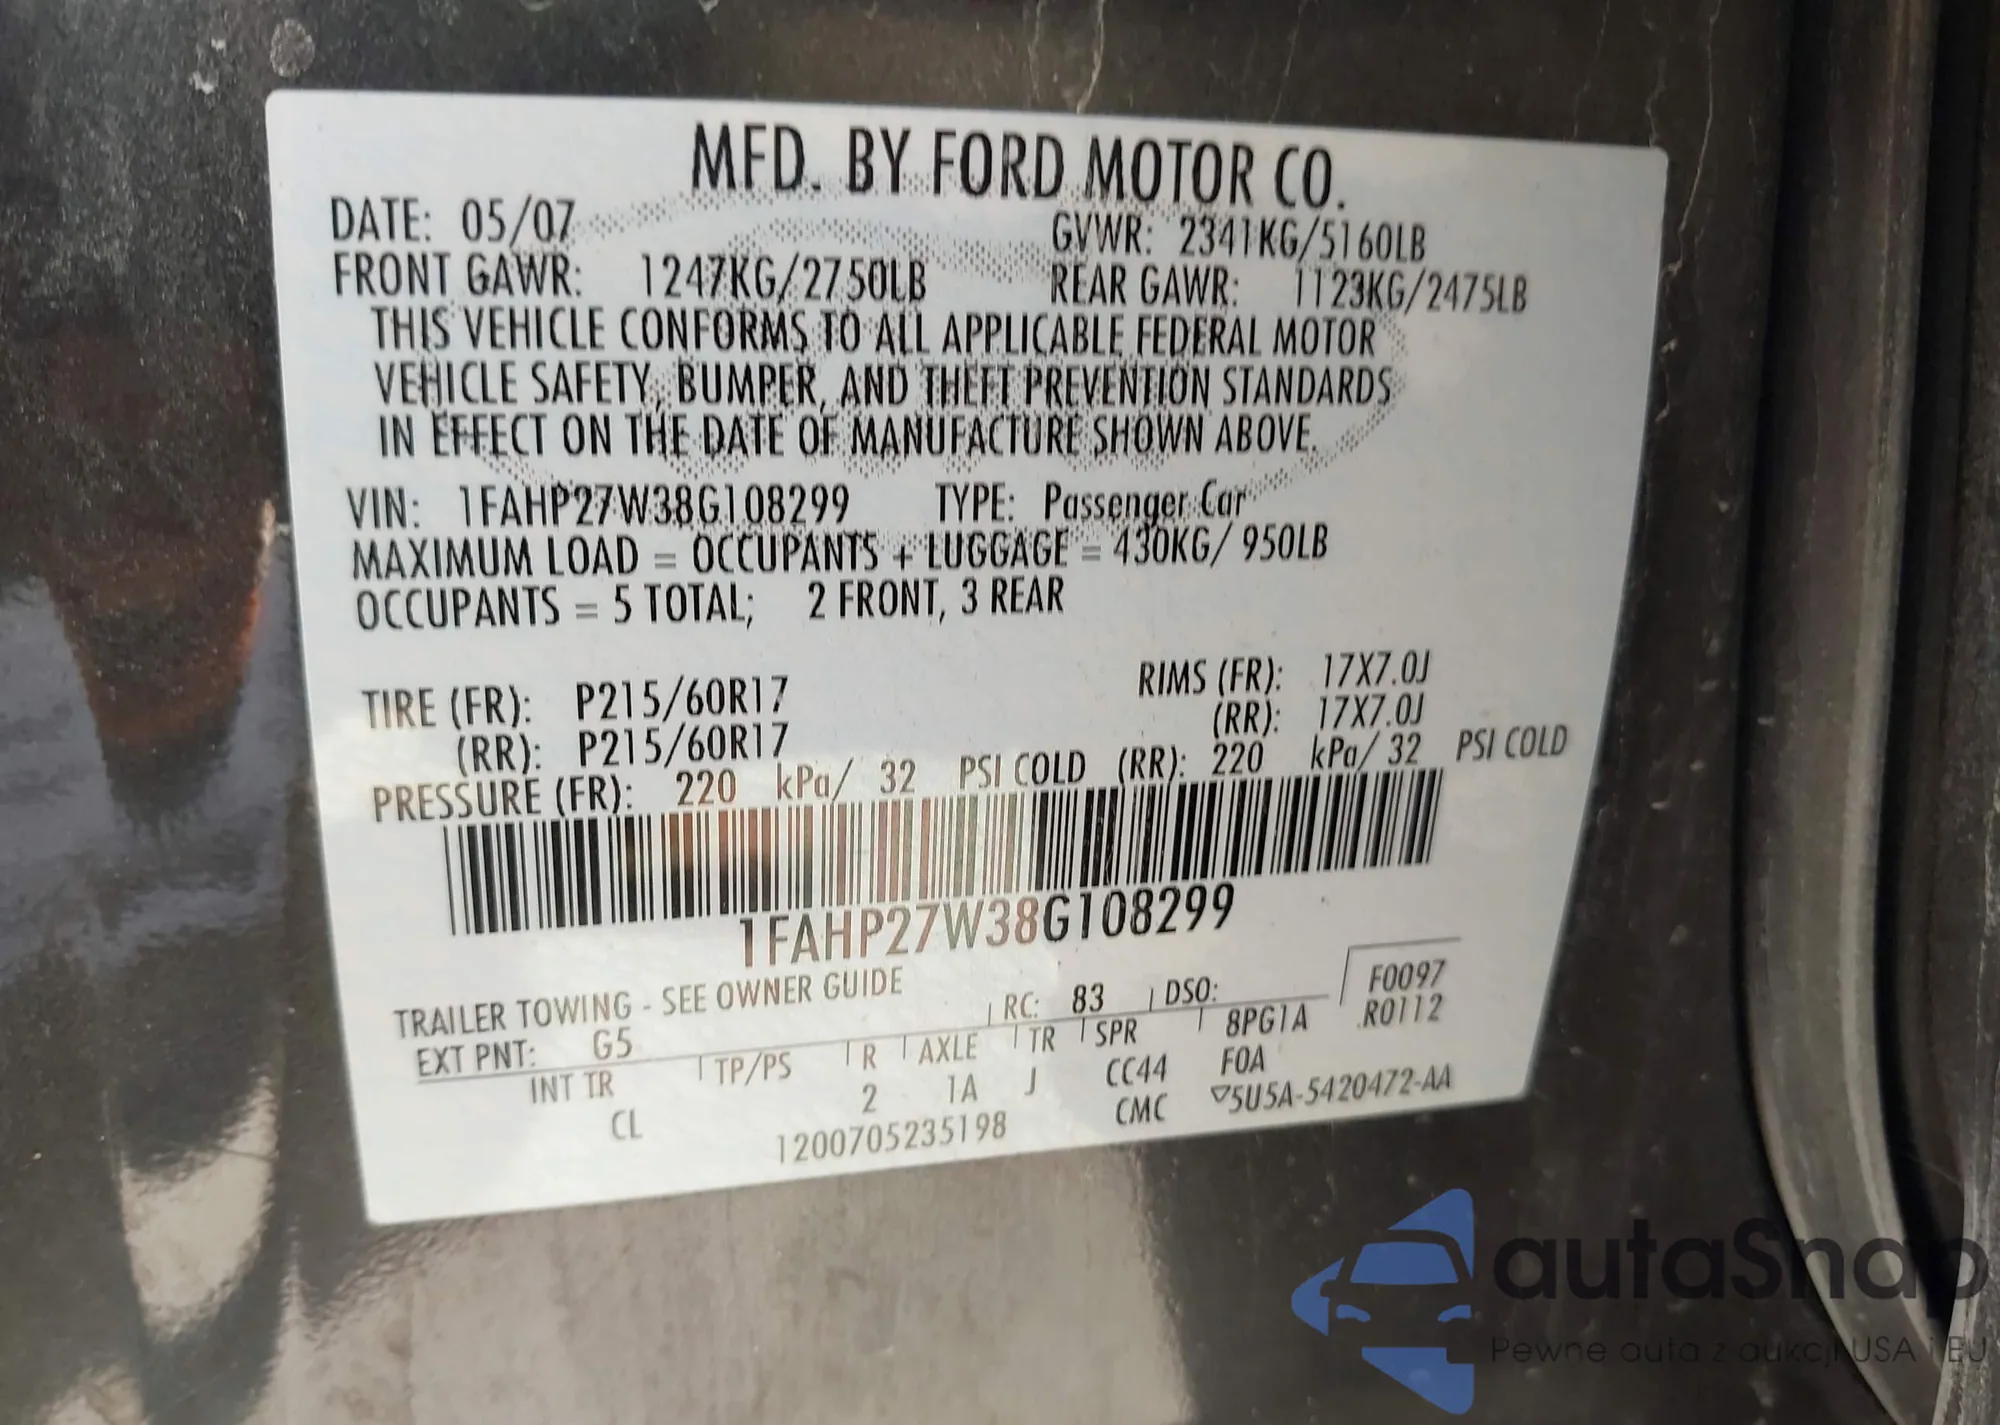 MFD. BY FORD MOTOR CO.
DATE: 05/07 GVWR: 2341KG/5160LB
FRONT GAWR: 1247KG/2750LB REAR GAWR: 1123KG/2475LB
THIS VEHICLE CONFORMS TO ALL APPLICABLE FEDERAL MOTOR
VEHICLE SAFETY, BUMPER, AND THEFT PREVENTION STANDARDS
IN EFFECT ON THE DATE OF MANUFACTURE SHOWN ABOVE.
VIN: 1FAHP27W38G108299 TYPE: Passenger Car
MAXIMUM LOAD = OCCUPANTS + LUGGAGE = 430KG/ 950LB
OCCUPANTS = 5 TOTAL; 2 FRONT, 3 REAR
TIRE (FR): P215/60R17 RIMS (FR): 17X7.0J
(RR): P215/60R17 (RR): 17X7.0J
PRESSURE (FR): 220 kPa/ 32 PSI COLD (RR): 220 kPa/ 32 PSI COLD
1FAHP27W38G108299
TRAILER TOWING - SEE OWNER GUIDE F0097
EXT PNT: G5 RC: 83 DSO: R0112
INT TR TP/PS R AXLE TR SPR 8PG1A
CL 2 1A J CC44 F0A
1200705235198 CMC ▽5U5A-5420472-AA
autaSnap
Pewne auta z aukcji USA i EU